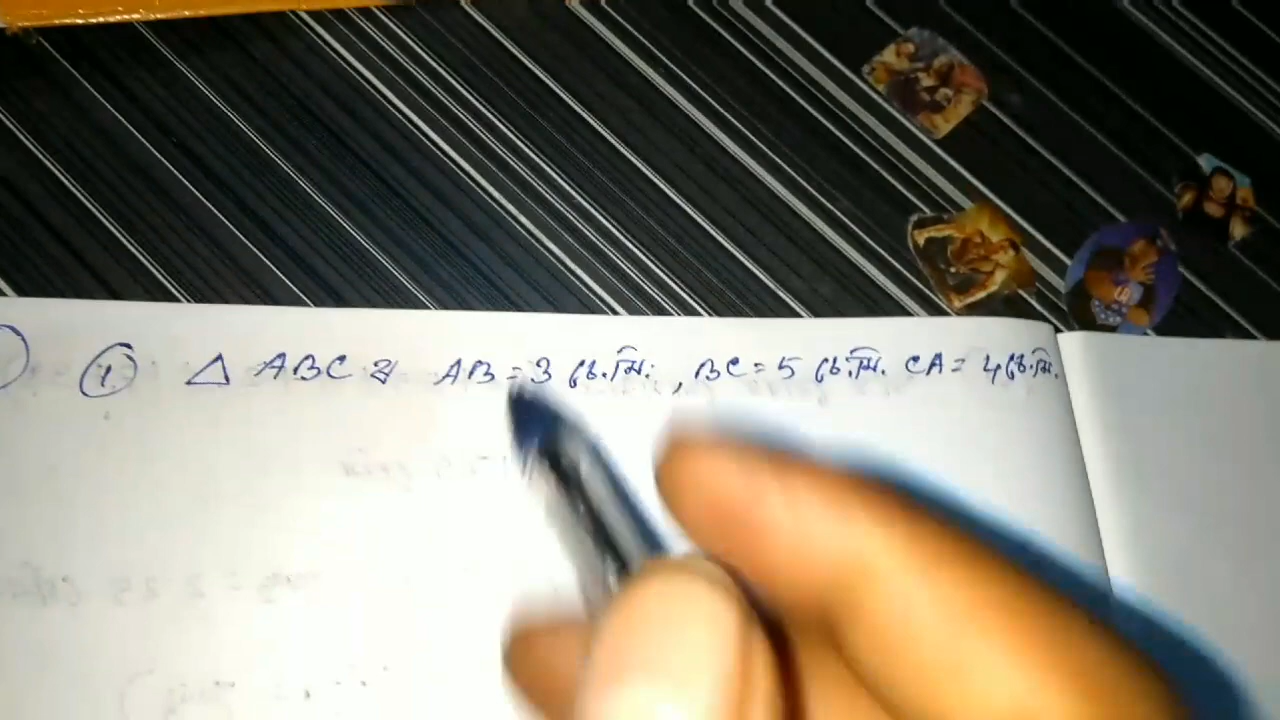 ① △ ABC এ AB = 3 সে.মি. , BC = 5 সে.মি. CA = 4 সে.মি.